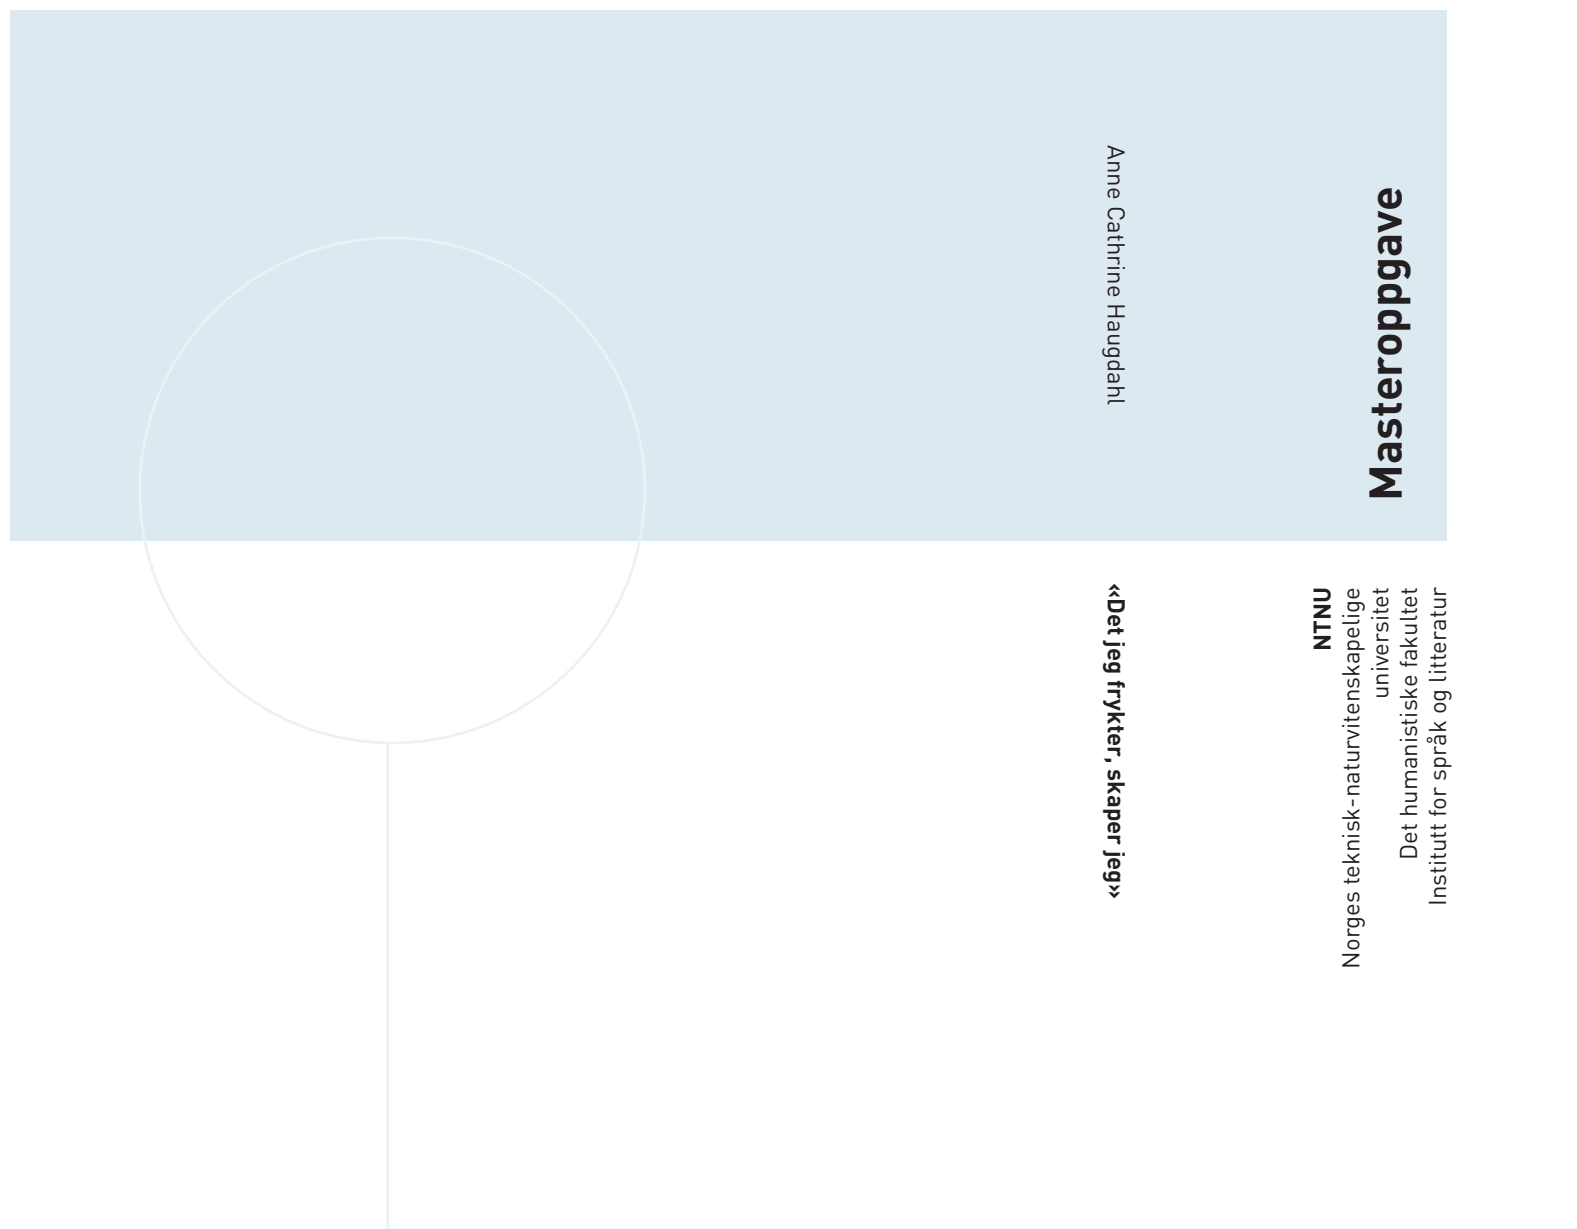 Anne Cathrine Haugdahl
Masteroppgave
«Det jeg frykter, skaper jeg»
NTNU
Norges teknisk-naturvitenskapelige
universitet
Det humanistiske fakultet
Institutt for språk og litteratur